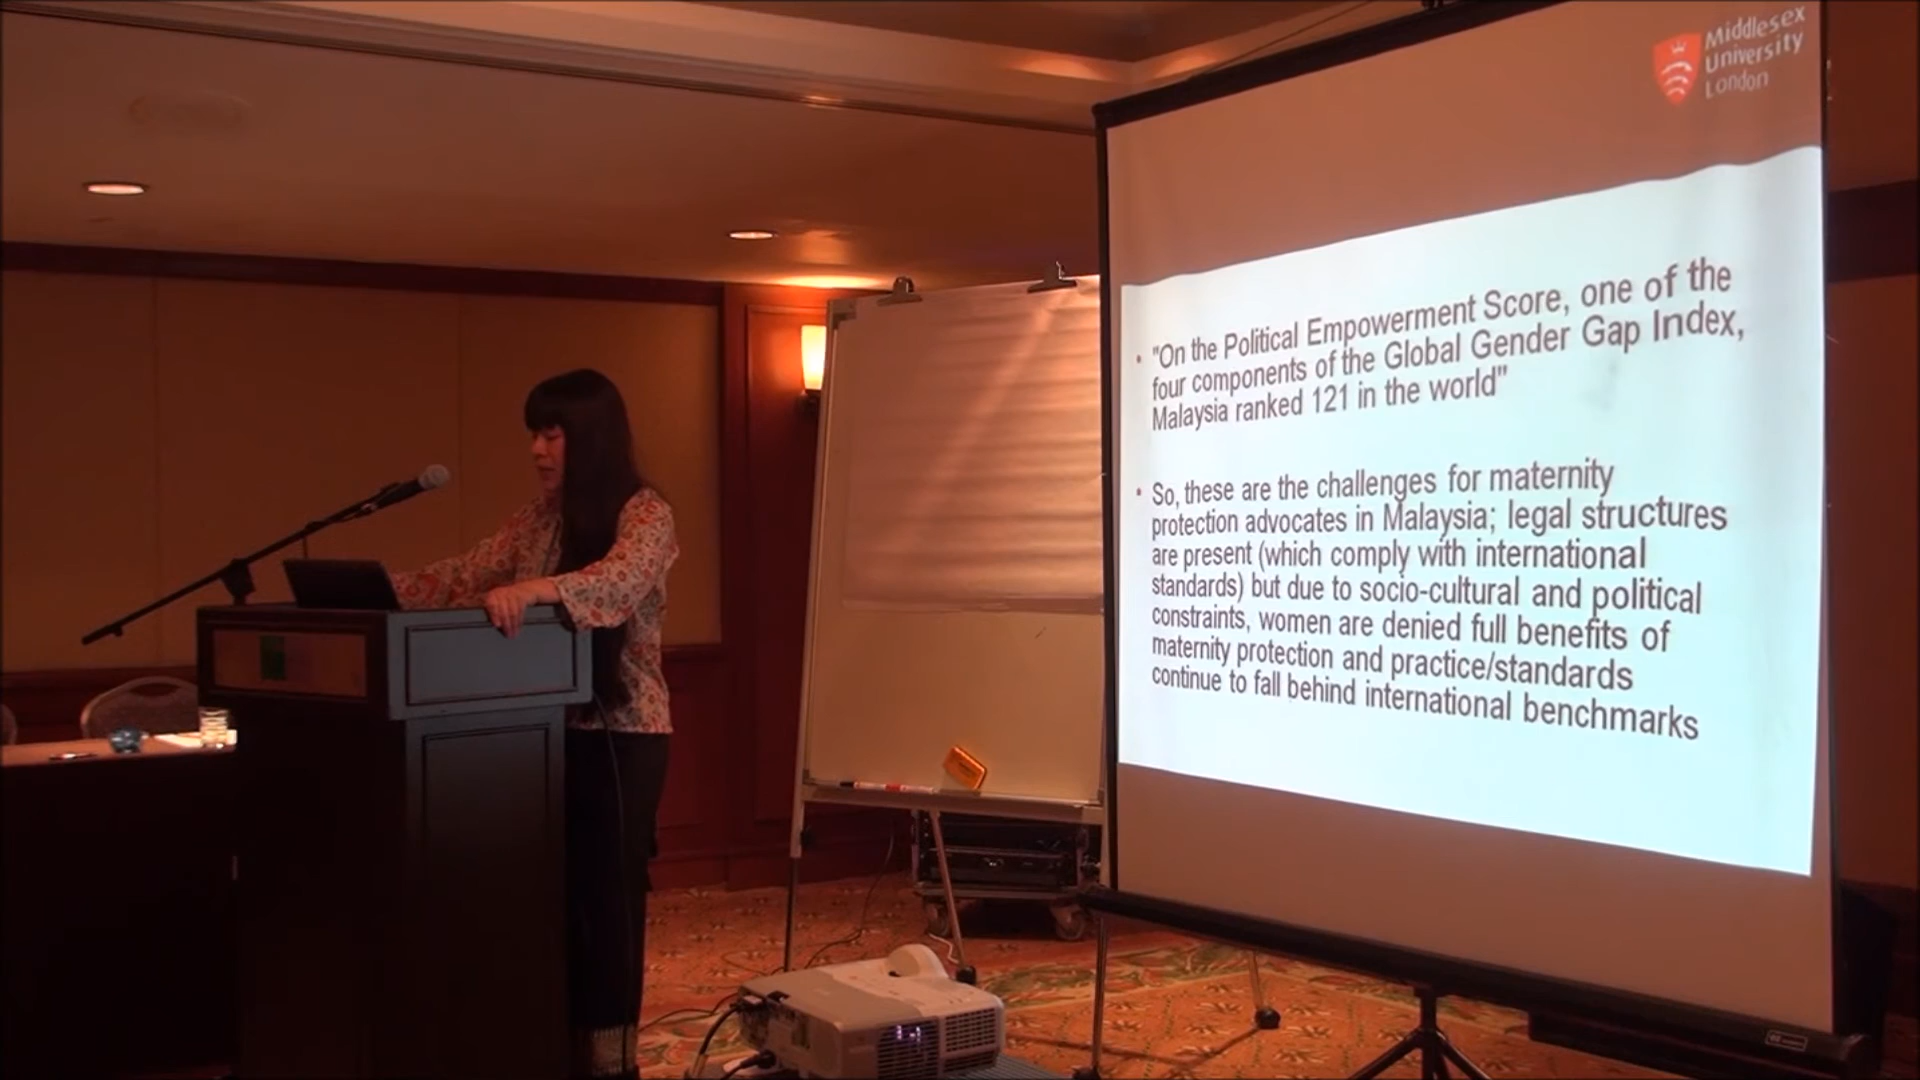 Middlesex
University
London
• "On the Political Empowerment Score, one of the
four components of the Global Gender Gap Index,
Malaysia ranked 121 in the world"
• So, these are the challenges for maternity
protection advocates in Malaysia; legal structures
are present (which comply with international
standards) but due to socio-cultural and political
constraints, women are denied full benefits of
maternity protection and practice/standards
continue to fall behind international benchmarks